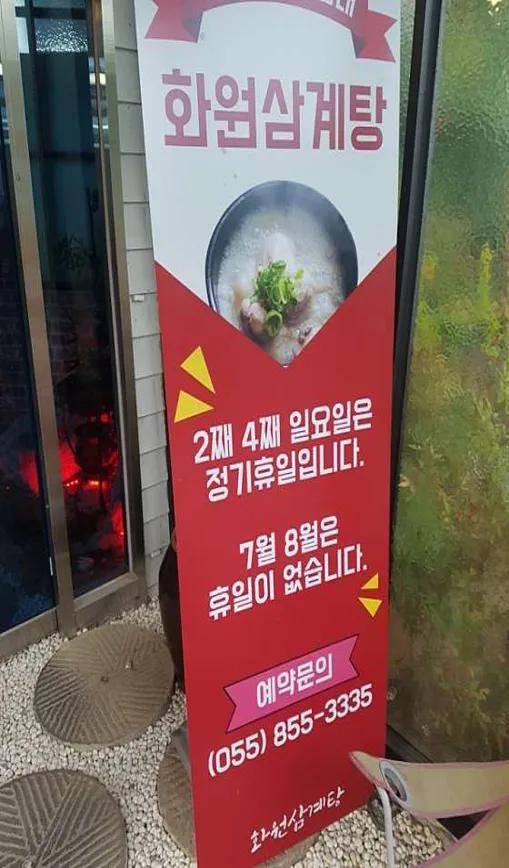 화원삼계탕
2째 4째 일요일은
정기휴일입니다.
7월 8월은
휴일이 없습니다.
예약문의
(055) 855-3335
화원삼계탕